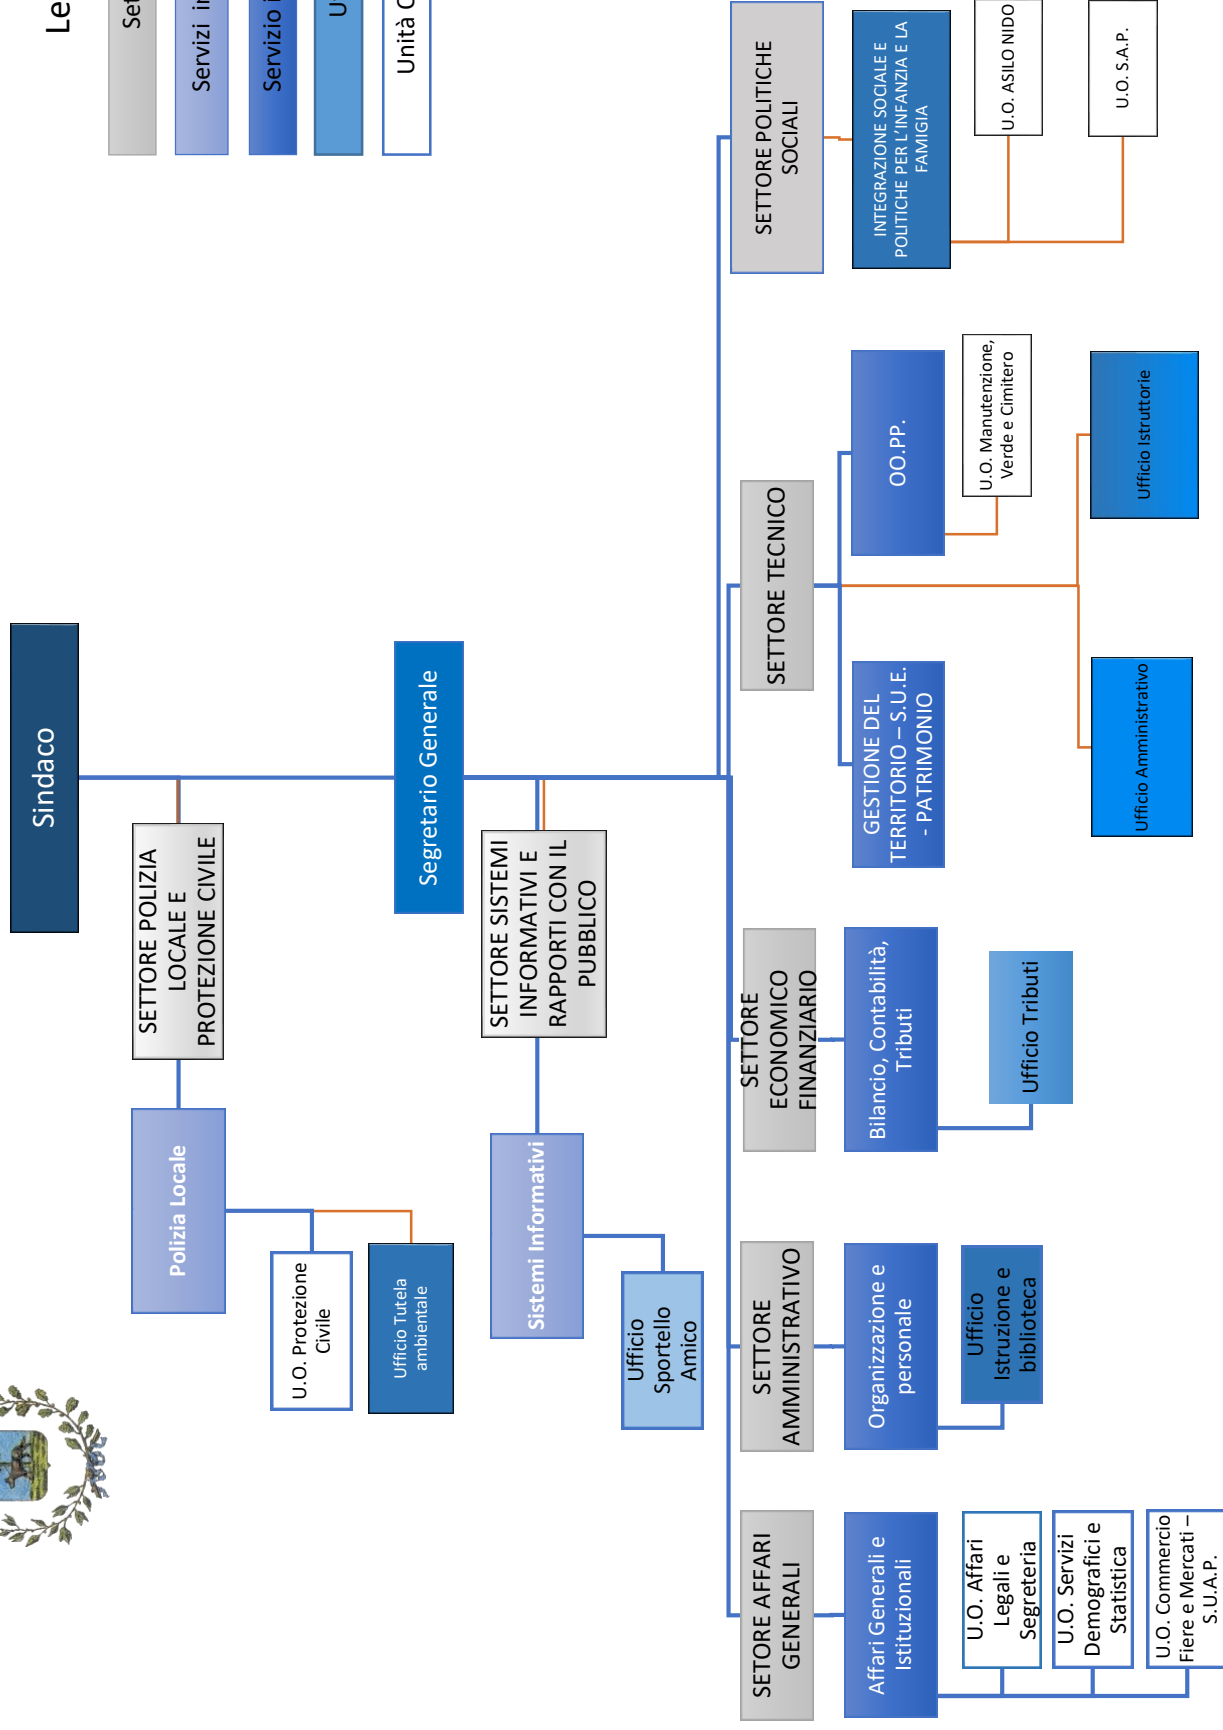 Sindaco
SETTORE POLIZIA
LOCALE E
PROTEZIONE CIVILE
Polizia Locale
U.O. Protezione
Civile
Ufficio Tutela
ambientale
Segretario Generale
SETTORE SISTEMI
INFORMATIVI E
RAPPORTI CON IL
PUBBLICO
Sistemi Informativi
Ufficio
Sportello
Amico
SETORE AFFARI
GENERALI
Affari Generali e
Istituzionali
U.O. Affari
Legali e
Segreteria
U.O. Servizi
Demografici e
Statistica
U.O. Commercio
Fiere e Mercati –
S.U.A.P.
SETTORE
AMMINISTRATIVO
Organizzazione e
personale
Ufficio
Istruzione e
biblioteca
SETTORE
ECONOMICO
FINANZIARIO
Bilancio, Contabilità,
Tributi
Ufficio Tributi
SETTORE TECNICO
GESTIONE DEL
TERRITORIO – S.U.E.
- PATRIMONIO
OO.PP.
U.O. Manutenzione,
Verde e Cimitero
Ufficio Amministrativo
Ufficio Istruttorie
SETTORE POLITICHE
SOCIALI
INTEGRAZIONE SOCIALE E
POLITICHE PER L'INFANZIA E LA
FAMIGIA
U.O. ASILO NIDO
U.O. S.A.P.
Le
Set
Servizi in
Servizio i
U
Unità O